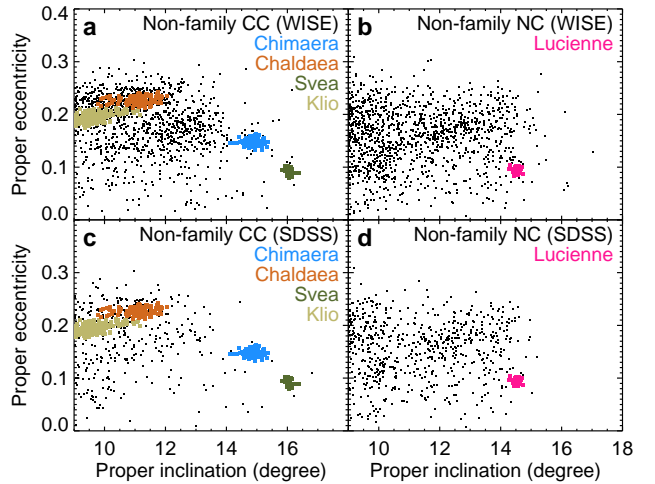 a Non-family CC (WISE)
Chimaera
Chaldaea
Svea
Klio
b Non-family NC (WISE)
Lucienne
0.4
0.3
0.2
0.1
0.0
Proper eccentricity
c Non-family CC (SDSS)
Chimaera
Chaldaea
Svea
Klio
d Non-family NC (SDSS)
Lucienne
0.3
0.2
0.1
0.0
Proper eccentricity
10 12 14 16
10 12 14 16 18
Proper inclination (degree)
Proper inclination (degree)